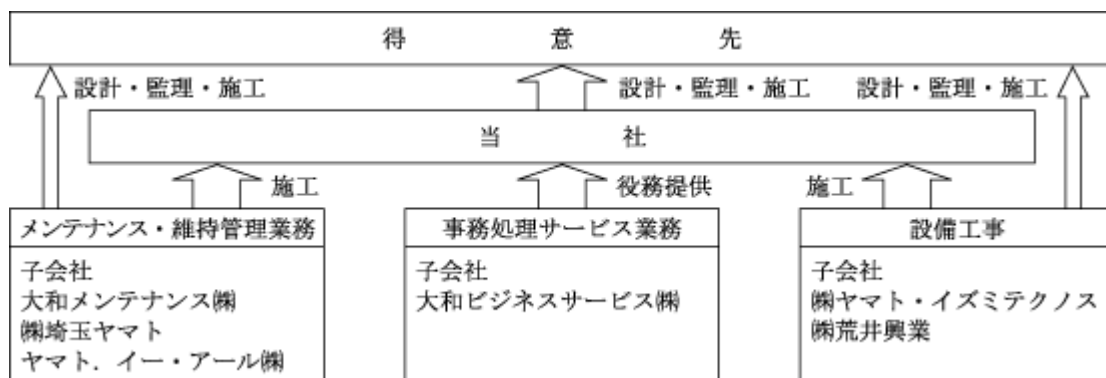 得意先
設計・監理・施工 設計・監理・施工 設計・監理・施工
当社
施工 役務提供 施工
メンテナンス・維持管理業務
子会社
大和メンテナンス㈱
㈱埼玉ヤマト
ヤマト．イー・アール㈱
事務処理サービス業務
子会社
大和ビジネスサービス㈱
設備工事
子会社
㈱ヤマト・イズミテクノス
㈱荒井興業